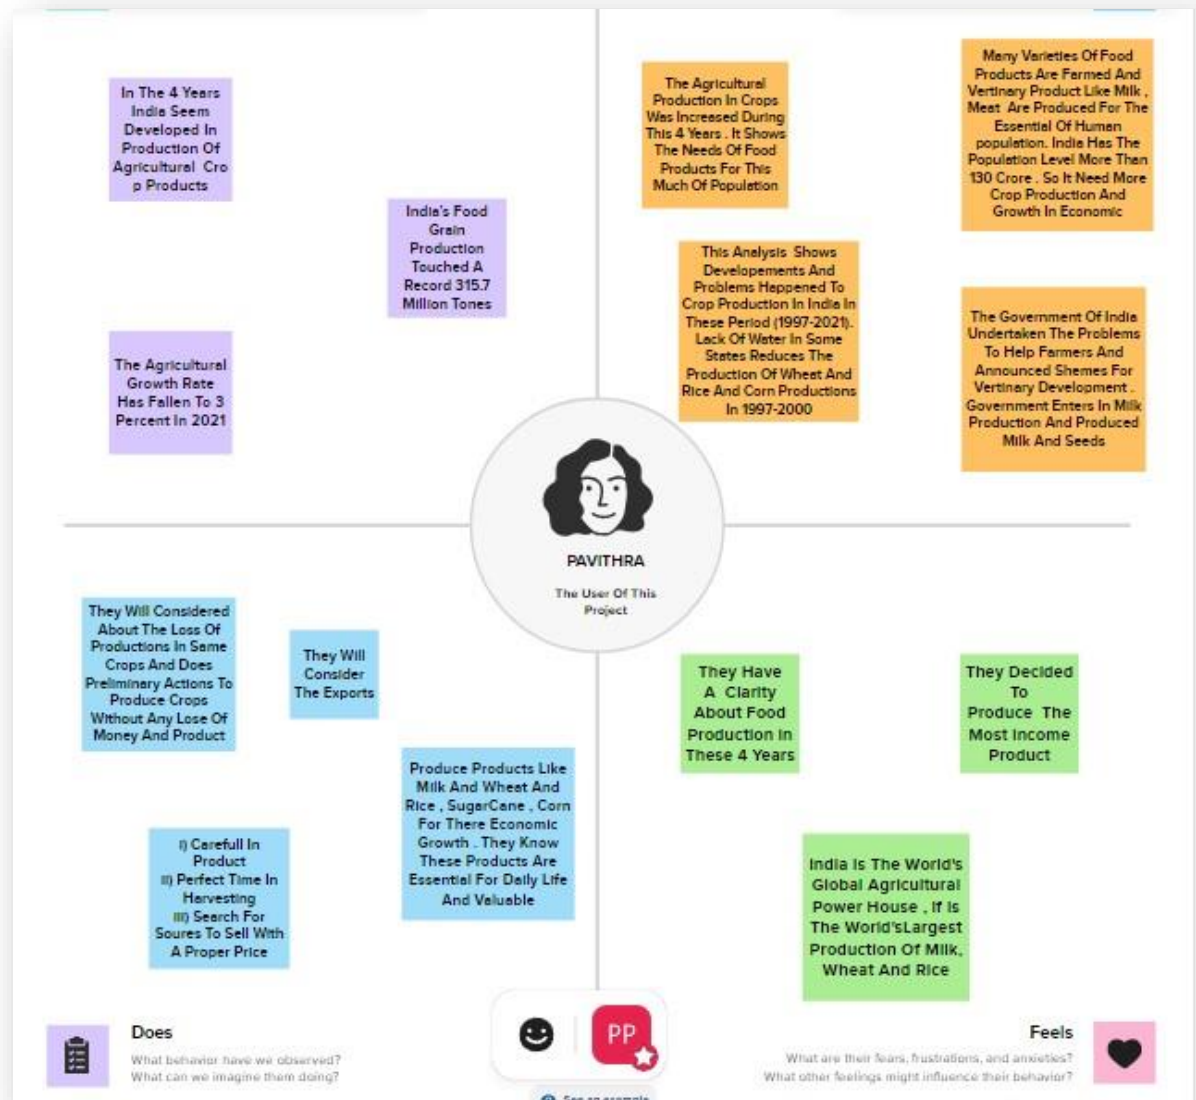 In The 4 Years
India Seem
Developed In
Production Of
Agricultural Cro
p Products
India's Food
Grain
Production
Touched A
Record 315.7
Million Tones
The Agricultural
Growth Rate
Has Fallen To 3
Percent In 2021
The Agricultural
Production In Crops
Was Increased During
This 4 Years . It Shows
The Needs Of Food
Products For This
Much Of Population
Many Varieties Of Food
Products Are Farmed And
Vertinary Product Like Milk ,
Meat Are Produced For The
Essential Of Human
population. India Has The
Population Level More Than
130 Crore . So It Need More
Crop Production And
Growth In Economic
This Analysis Shows
Developements And
Problems Happened To
Crop Production In India In
These Period (1997-2021).
Lack Of Water In Some
States Reduces The
Production Of Wheat And
Rice And Corn Productions
In 1997-2000
The Government Of India
Undertaken The Problems
To Help Farmers And
Announced Shemes For
Vertinary Development .
Government Enters In Milk
Production And Produced
Milk And Seeds
PAVITHRA
The User Of This
Project
They Will Considered
About The Loss Of
Productions In Same
Crops And Does
Preliminary Actions To
Produce Crops
Without Any Lose Of
Money And Product
They Will
Consider
The Exports
Produce Products Like
Milk And Wheat And
Rice , SugarCane , Corn
For There Economic
Growth . They Know
These Products Are
Essential For Daily Life
And Valuable
I) Carefull In
Product
II) Perfect Time In
Harvesting
III) Search For
Soures To Sell With
A Proper Price
They Have
A Clarity
About Food
Production In
These 4 Years
They Decided
To
Produce The
Most Income
Product
India Is The World's
Global Agricultural
Power House , If Is
The World'sLargest
Production Of Milk,
Wheat And Rice
Does
What behavior have we observed?
What can we imagine them doing?
PP
Feels
What are their fears, frustrations, and anxieties?
What other feelings might influence their behavior?
See an example